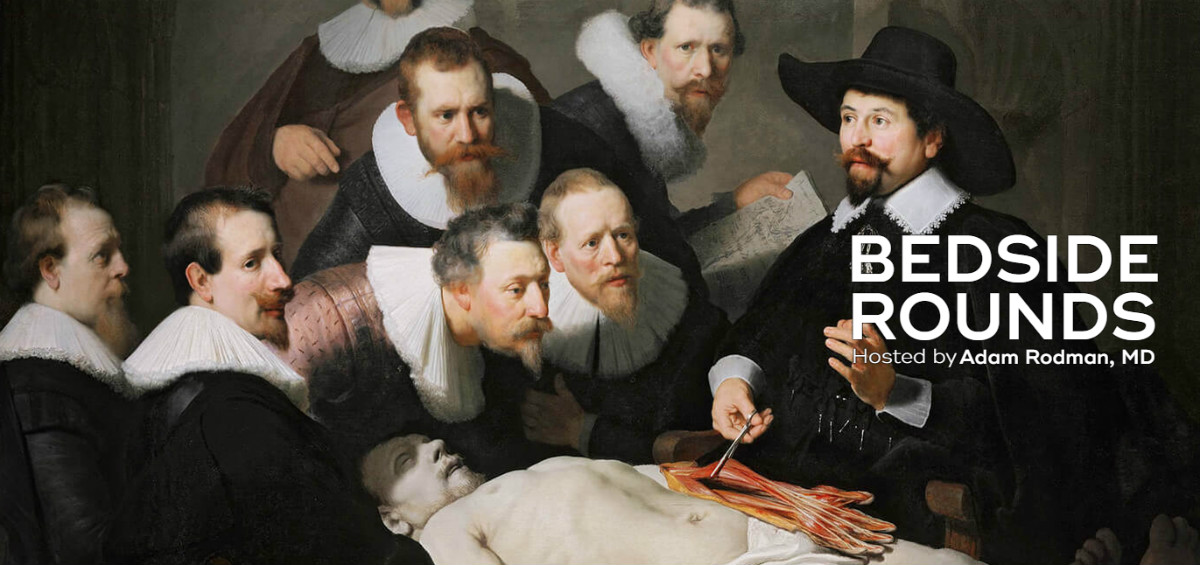 BEDSIDE
ROUNDS
Hosted by Adam Rodman, MD